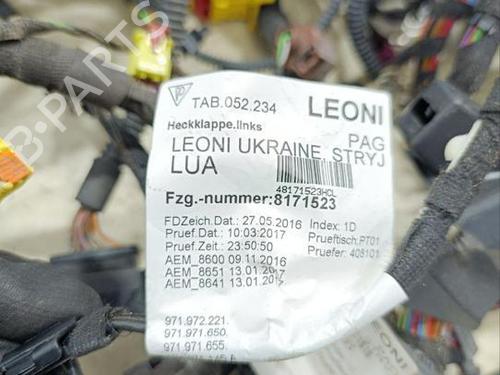 TAB.052.234
LEONI
Heckklappe.links
PAG
LEONI UKRAINE, STRYJ
LUA
48171523HCL
Fzg.-nummer:8171523
FDZeich.Dat.: 27.05.2016 Index: 1D
Pruef.Dat.: 10.03.2017 Prueftisch:PT01
Pruef.Zeit.: 23:50:50 Pruefer: 408101
AEM_8600 09.11.2016
AEM_8651 13.01.2017
AEM_8641 13.01.2017
971.972.221.
971.971.650.
971.971.655.
LEONI